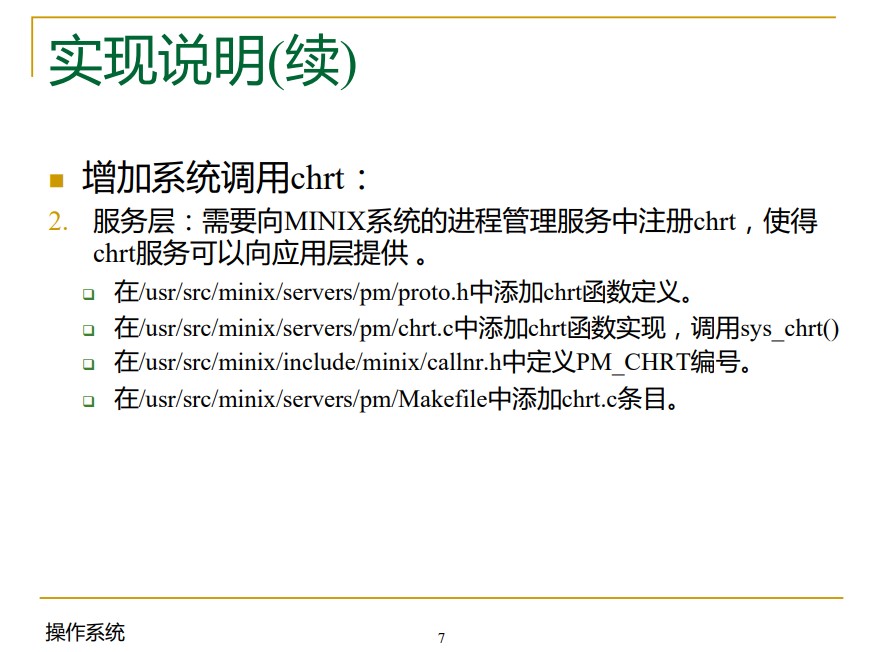 实现说明(续)
增加系统调用chrt：
2. 服务层：需要向MINIX系统的进程管理服务中注册chrt，使得
chrt服务可以向应用层提供 。
在/usr/src/minix/servers/pm/proto.h中添加chrt函数定义。
在/usr/src/minix/servers/pm/chrt.c中添加chrt函数实现，调用sys_chrt()
在/usr/src/minix/include/minix/callnr.h中定义PM_CHRT编号。
在/usr/src/minix/servers/pm/Makefile中添加chrt.c条目。
操作系统
7